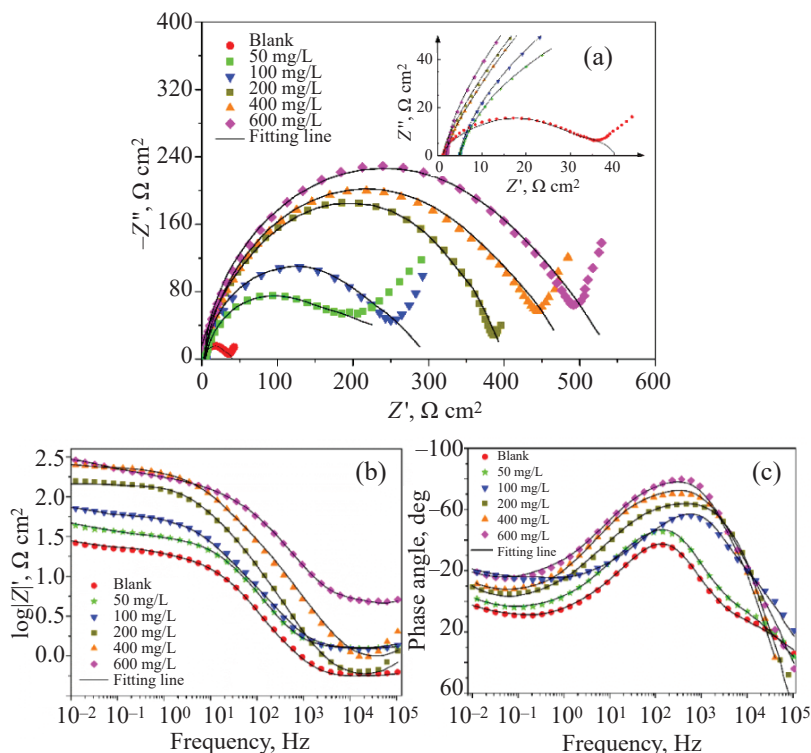 −400
320
240
160
80
0
−Z″, Ω cm²
Blank
50 mg/L
100 mg/L
200 mg/L
400 mg/L
600 mg/L
Fitting line
(a)
40
20
0
Z″, Ω cm²
0 10 20 30 40
Z′, Ω cm²
0 100 200 300 400 500 600
Z′, Ω cm²
(b)
2.5
2.0
1.5
1.0
0.5
0.0
log|Z|′, Ω cm²
Blank
50 mg/L
100 mg/L
200 mg/L
400 mg/L
600 mg/L
Fitting line
10⁻² 10⁻¹ 10⁰ 10¹ 10² 10³ 10⁴ 10⁵
Frequency, Hz
(c)
−100
−60
−20
20
60
Phase angle, deg
Blank
50 mg/L
100 mg/L
200 mg/L
400 mg/L
600 mg/L
Fitting line
10⁻² 10⁻¹ 10⁰ 10¹ 10² 10³ 10⁴ 10⁵
Frequency, Hz